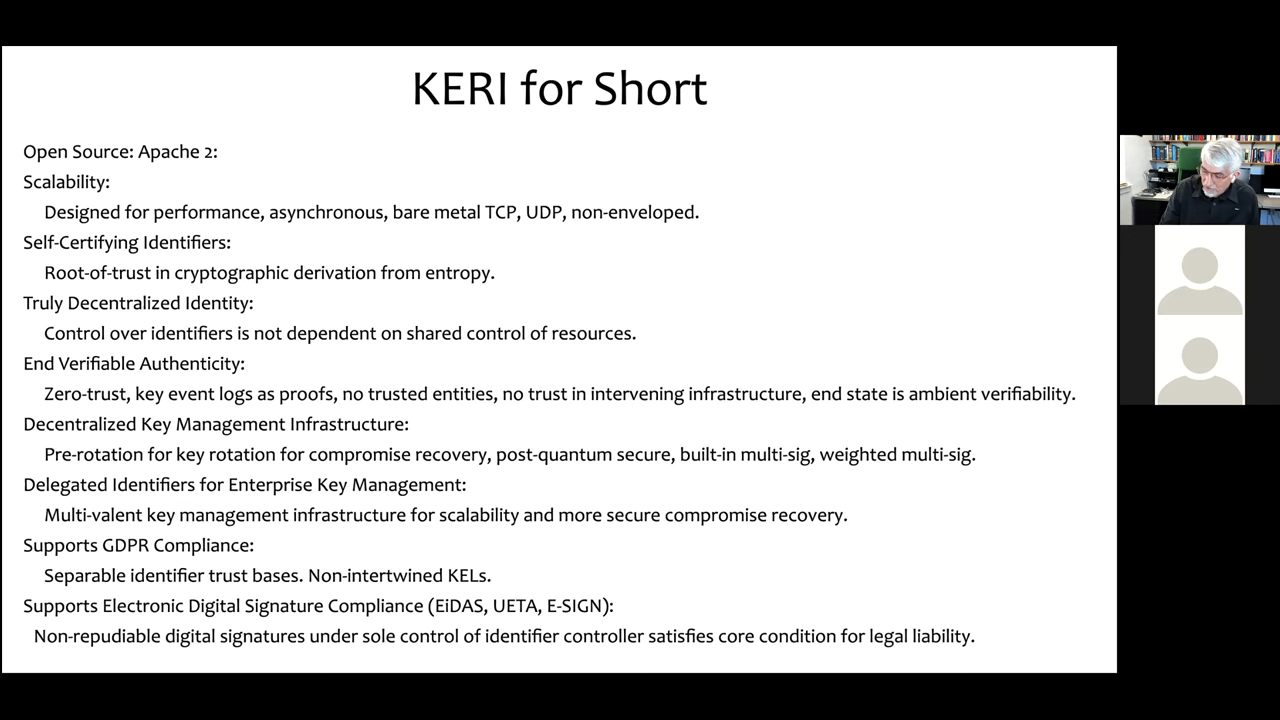 KERI for Short
Open Source: Apache 2:
Scalability:
Designed for performance, asynchronous, bare metal TCP, UDP, non-enveloped.
Self-Certifying Identifiers:
Root-of-trust in cryptographic derivation from entropy.
Truly Decentralized Identity:
Control over identifiers is not dependent on shared control of resources.
End Verifiable Authenticity:
Zero-trust, key event logs as proofs, no trusted entities, no trust in intervening infrastructure, end state is ambient verifiability.
Decentralized Key Management Infrastructure:
Pre-rotation for key rotation for compromise recovery, post-quantum secure, built-in multi-sig, weighted multi-sig.
Delegated Identifiers for Enterprise Key Management:
Multi-valent key management infrastructure for scalability and more secure compromise recovery.
Supports GDPR Compliance:
Separable identifier trust bases. Non-intertwined KELs.
Supports Electronic Digital Signature Compliance (EiDAS, UETA, E-SIGN):
Non-repudiable digital signatures under sole control of identifier controller satisfies core condition for legal liability.